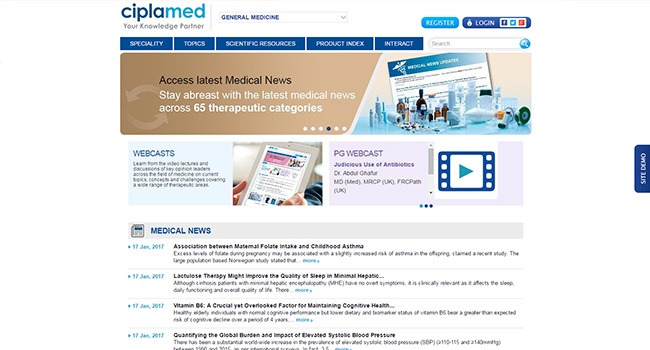 ciplamed
Your Knowledge Partner
GENERAL MEDICINE
REGISTER
LOGIN
SPECIALITY TOPICS SCIENTIFIC RESOURCES PRODUCT INDEX INTERACT
Search
MEDICAL NEWS UPDATES
Access latest Medical News
Stay abreast with the latest medical news
across 65 therapeutic categories
SITE DEMO
WEBCASTS
Learn from the video lectures and
discussions of key opinion leaders
across the field of medicine on current
topics, concepts and challenges covering
a wide range of therapeutic areas.
PG WEBCAST
Judicious Use of Antibiotics
Dr. Abdul Ghafur
MD (Med), MRCP (UK), FRCPath
(UK)
MEDICAL NEWS
17 Jan, 2017 Association between Maternal Folate Intake and Childhood Asthma
Excess levels of folate during pregnancy may be associated with a slightly increased risk of asthma in the offspring, claimed a recent study. The
large population based Norwegian study stated that... more
17 Jan, 2017 Lactulose Therapy Might Improve the Quality of Sleep in Minimal Hepatic...
Although cirrhosis patients with minimal hepatic encephalopathy (MHE) have no overt symptoms, it is clinically relevant as it affects the sleep,
daily functioning and overall quality of life. There ... more
17 Jan, 2017 Vitamin B6: A Crucial yet Overlooked Factor for Maintaining Cognitive Health...
Healthy elderly individuals with normal cognitive performance but lower dietary and biomarker status of vitamin B6 bear a greater than expected
risk of cognitive decline over a period of 4 years,... more
17 Jan, 2017 Quantifying the Global Burden and Impact of Elevated Systolic Blood Pressure
There has been a substantial world-wide increase in the prevalence of elevated systolic blood pressure (SBP) (≥110-115 and ≥140mmHg)
between 1990 and 2015, as per international surveys. In fact, 3.5... more